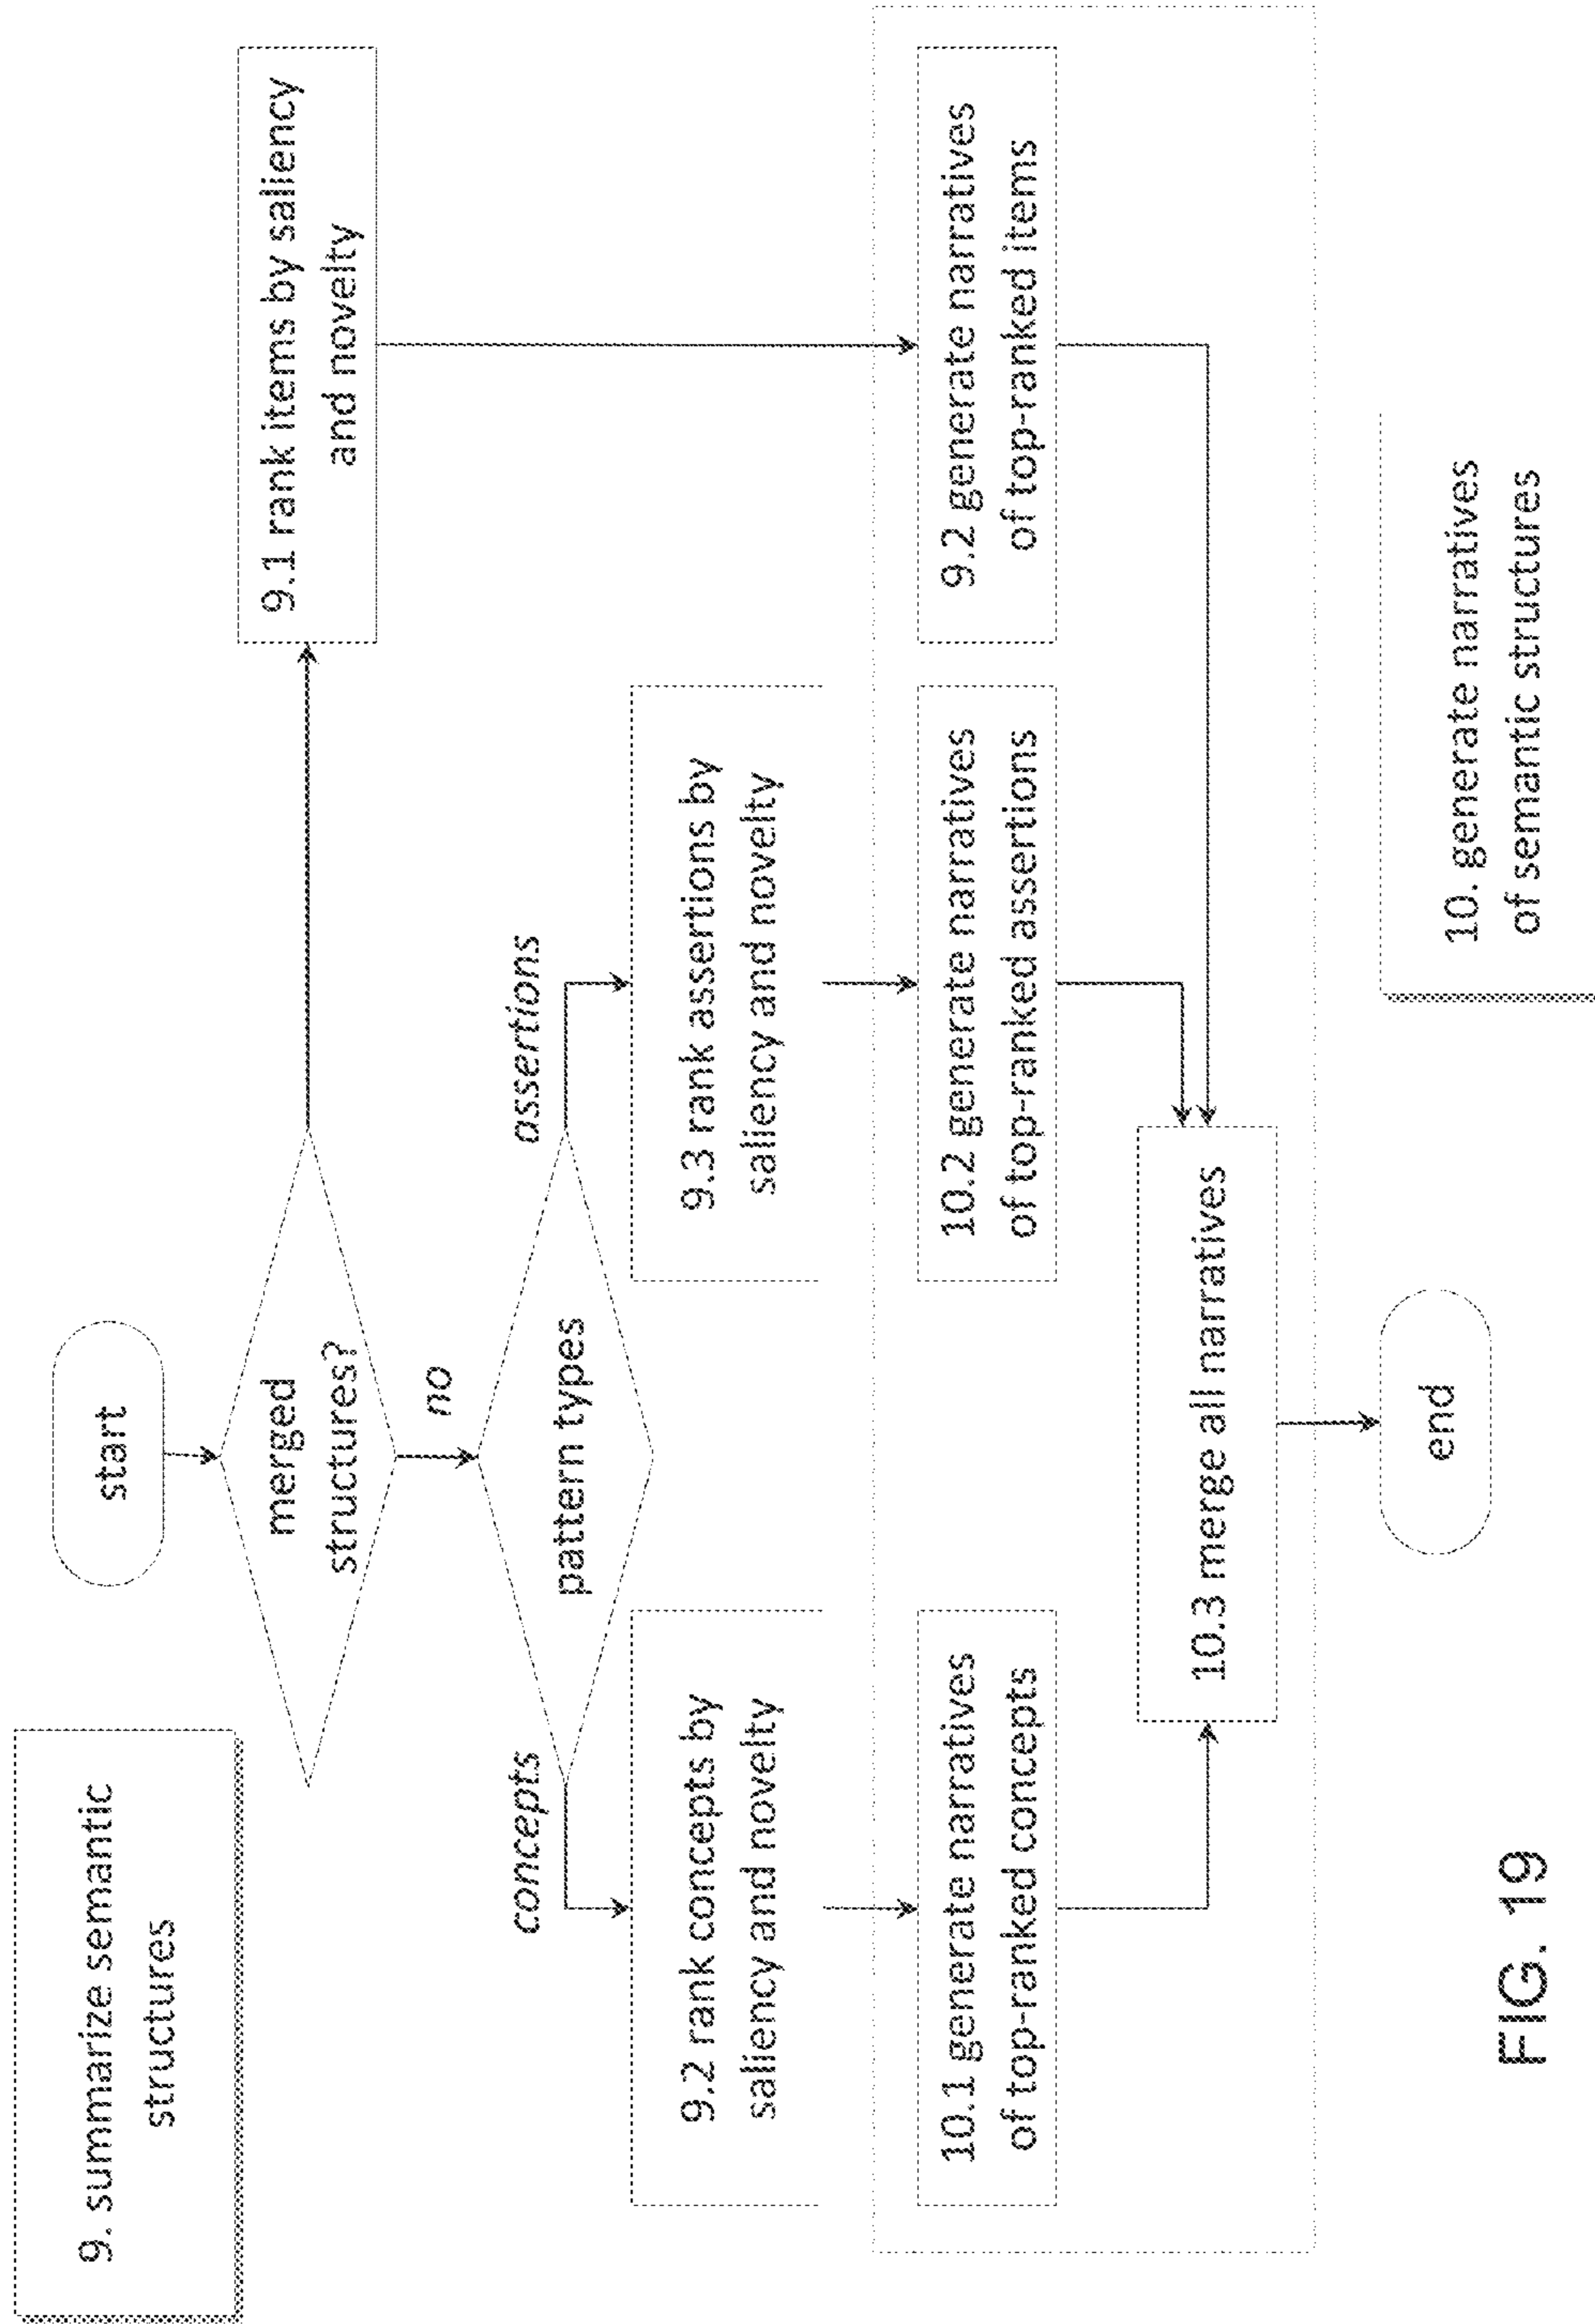 9. summarize semantic
structures
start
merged
structures?
no
9.1 rank items by saliency
and novelty
pattern types
concepts
assertions
9.2 rank concepts by
saliency and novelty
9.3 rank assertions by
saliency and novelty
10.1 generate narratives
of top-ranked concepts
10.2 generate narratives
of top-ranked assertions
9.2 generate narratives
of top-ranked items
10.3 merge all narratives
end
10. generate narratives
of semantic structures
FIG. 19